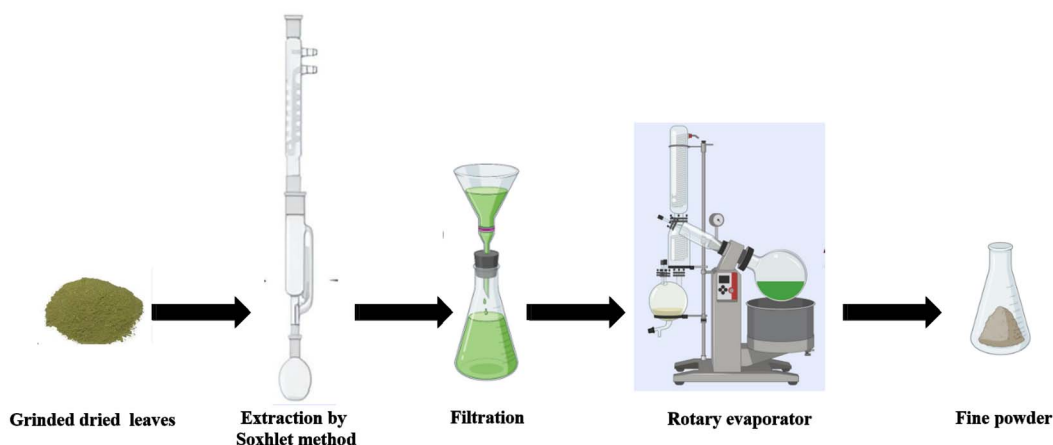 Grinded dried leaves
Extraction by
Soxhlet method
Filtration
Rotary evaporator
Fine powder